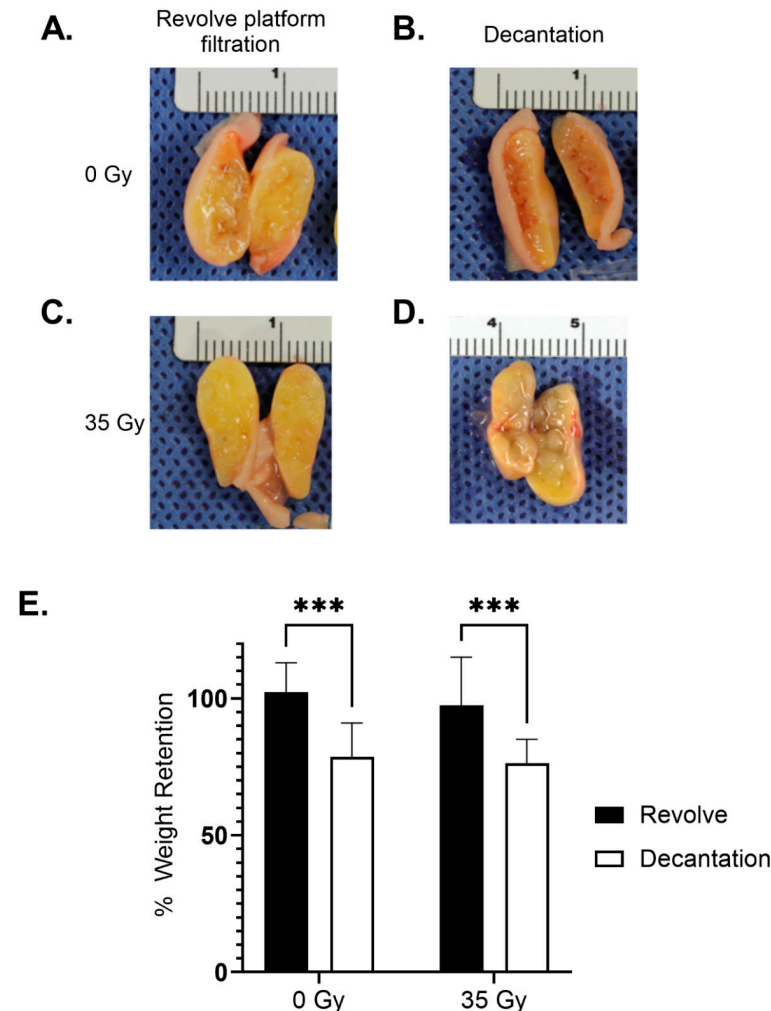 A.
Revolve platform
filtration
B.
Decantation
0 Gy
1
1
C.
D.
35 Gy
1
4 5
E.
*** ***
100
50
0
% Weight Retention
0 Gy 35 Gy
Revolve
Decantation